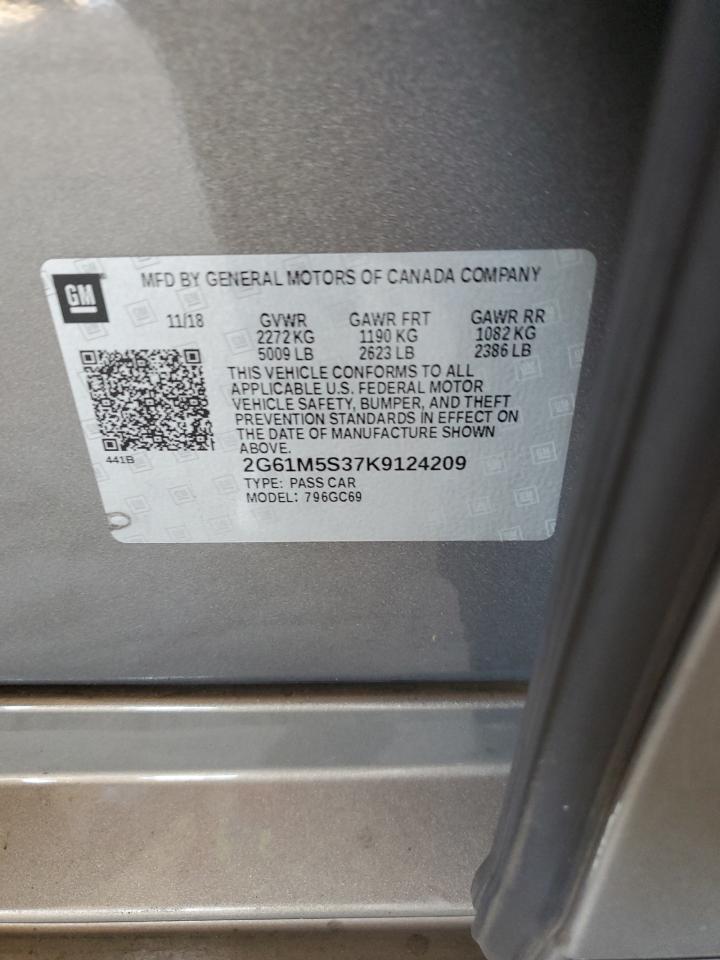 GM
MFD BY GENERAL MOTORS OF CANADA COMPANY
11/18 GVWR GAWR FRT GAWR RR
2272 KG 1190 KG 1082 KG
5009 LB 2623 LB 2386 LB
THIS VEHICLE CONFORMS TO ALL
APPLICABLE U.S. FEDERAL MOTOR
VEHICLE SAFETY, BUMPER, AND THEFT
PREVENTION STANDARDS IN EFFECT ON
THE DATE OF MANUFACTURE SHOWN
ABOVE.
441B
2G61M5S37K9124209
TYPE: PASS CAR
MODEL: 796GC69